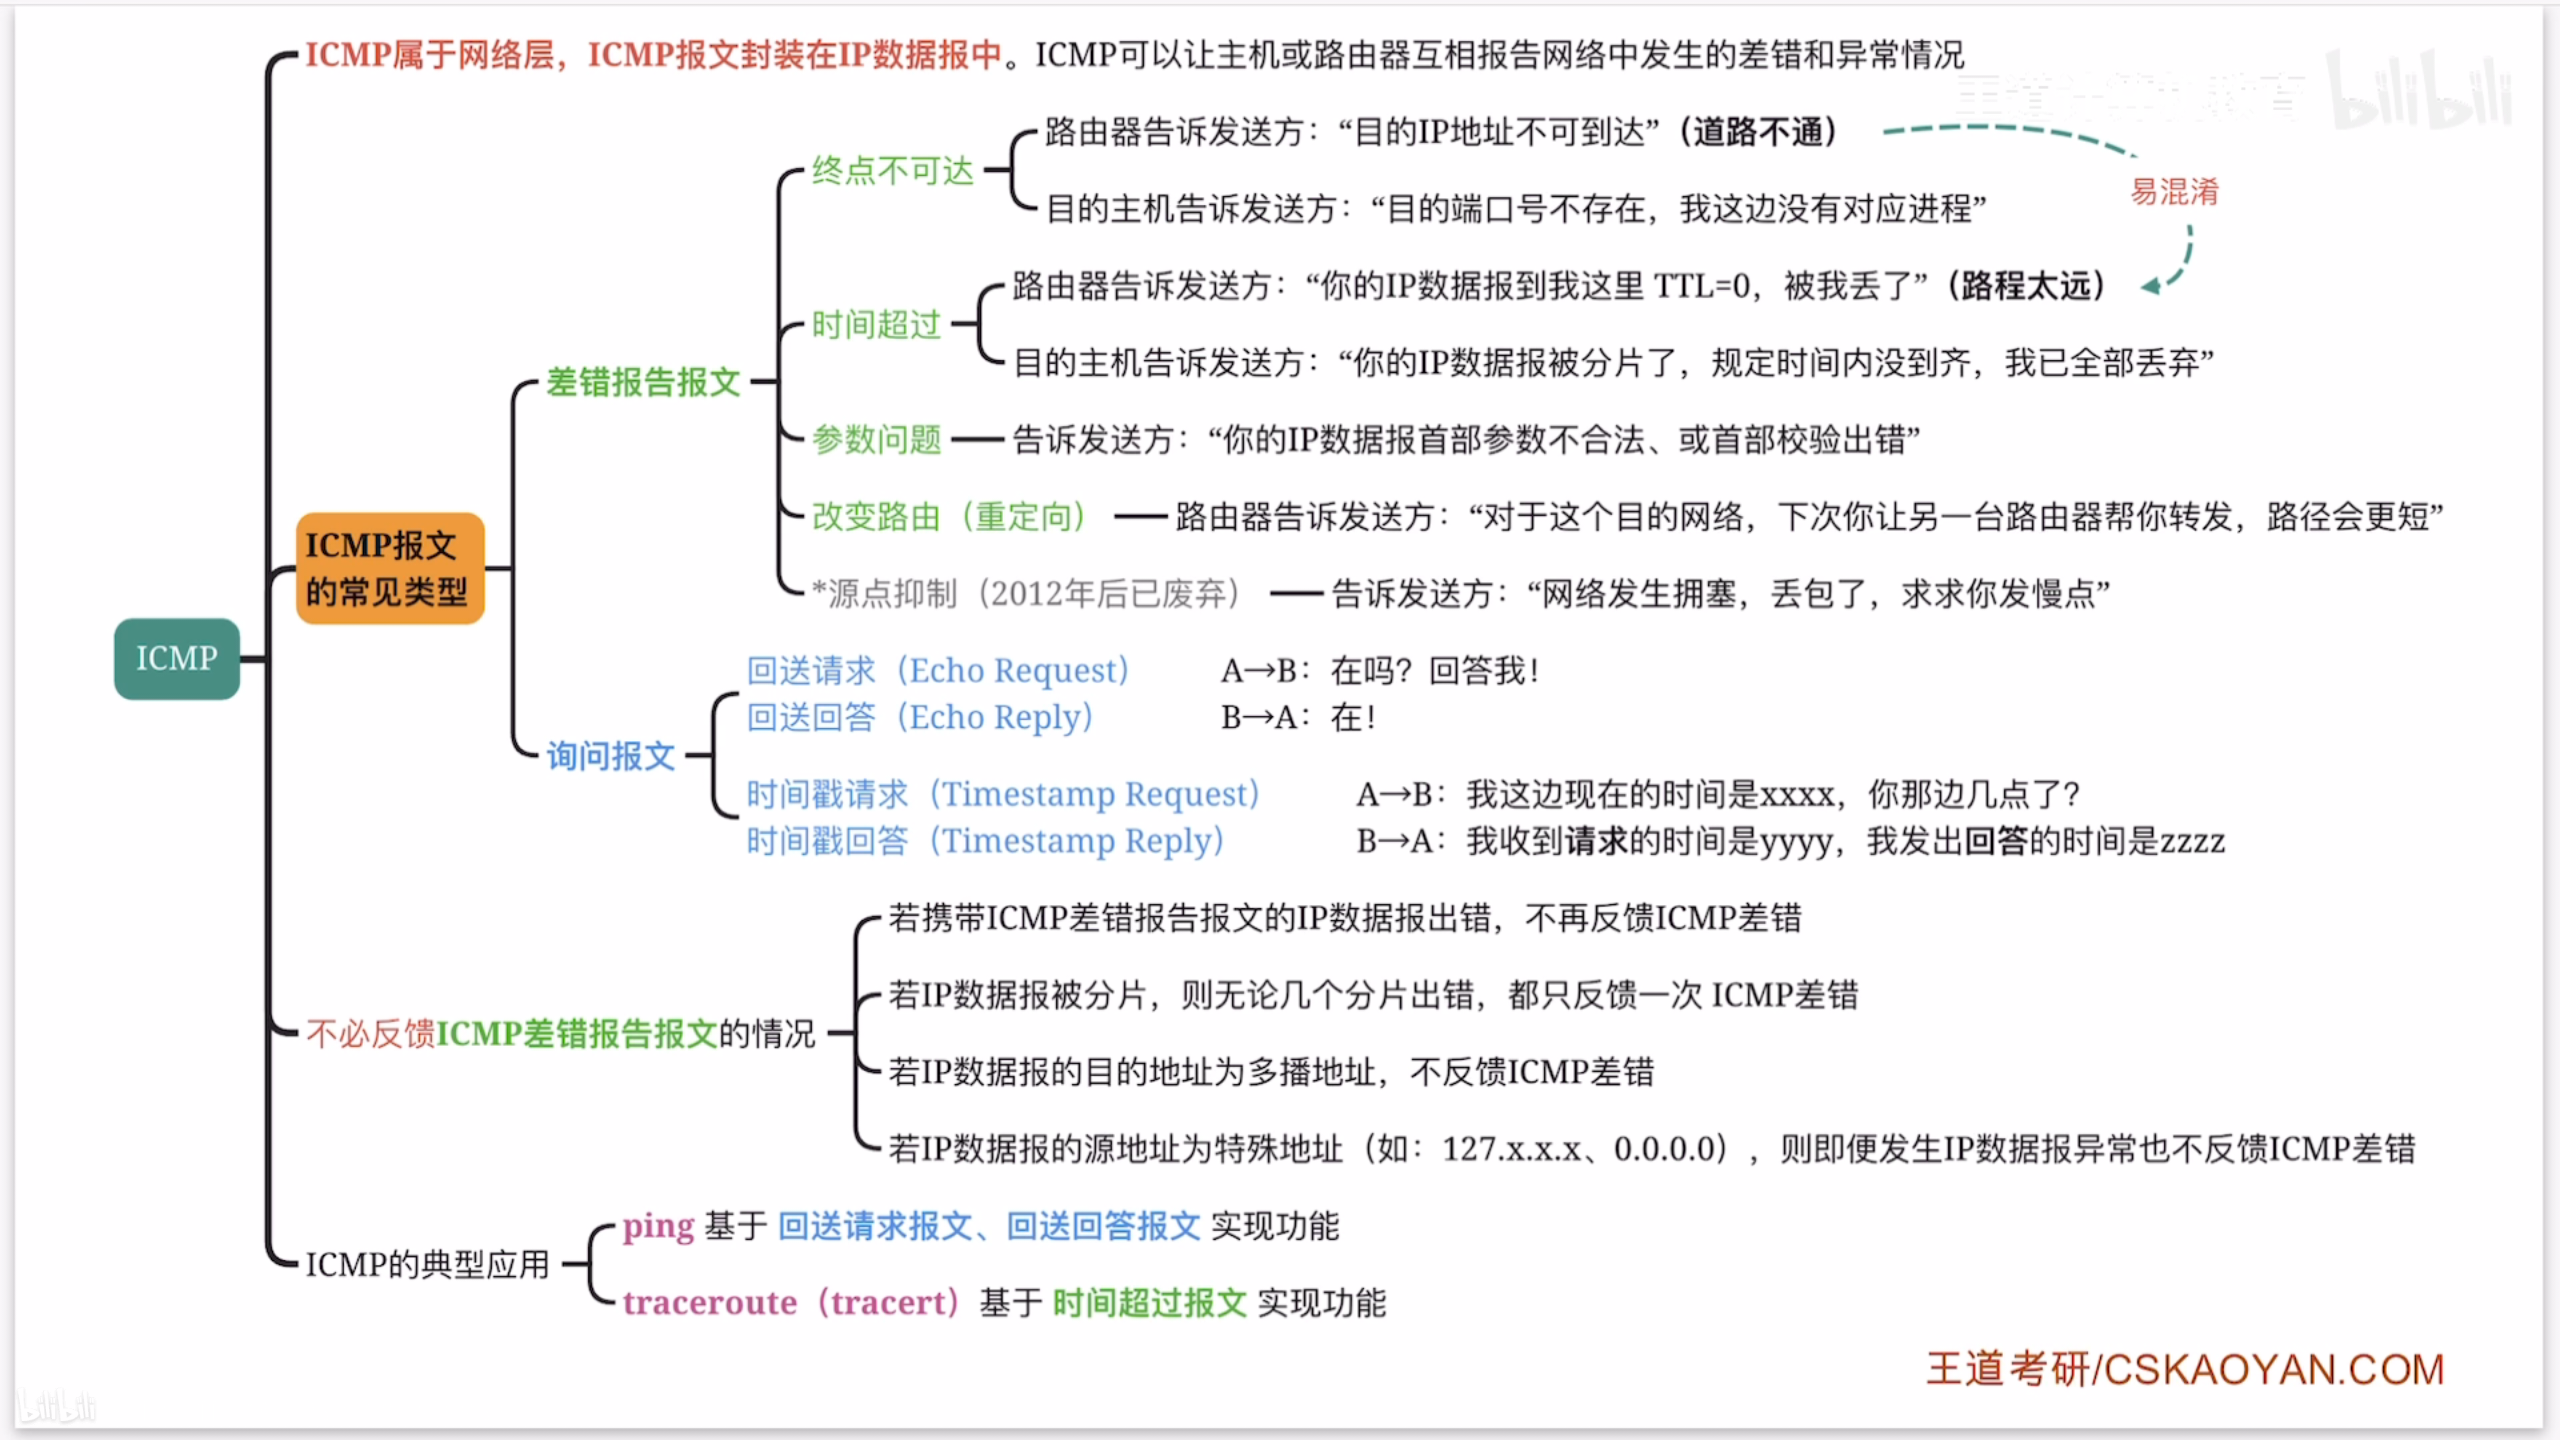 ICMP属于网络层，ICMP报文封装在IP数据报中。ICMP可以让主机或路由器互相报告网络中发生的差错和异常情况
王道计算机教育 bilibili
路由器告诉发送方：“目的IP地址不可到达”（道路不通）
终点不可达
易混淆
目的主机告诉发送方：“目的端口号不存在，我这边没有对应进程”
路由器告诉发送方：“你的IP数据报到我这里 TTL=0，被我丢了”（路程太远）
时间超过
目的主机告诉发送方：“你的IP数据报被分片了，规定时间内没到齐，我已全部丢弃”
差错报告报文
参数问题
告诉发送方：“你的IP数据报首部参数不合法、或首部校验出错”
改变路由（重定向）
路由器告诉发送方：“对于这个目的网络，下次你让另一台路由器帮你转发，路径会更短”
ICMP报文
的常见类型
*源点抑制（2012年后已废弃）
告诉发送方：“网络发生拥塞，丢包了，求求你发慢点”
ICMP
回送请求（Echo Request） A→B：在吗？回答我！
回送回答（Echo Reply） B→A：在！
询问报文
时间戳请求（Timestamp Request） A→B：我这边现在的时间是xxxx，你那边几点了？
时间戳回答（Timestamp Reply） B→A：我收到请求的时间是yyyy，我发出回答的时间是zzzz
若携带ICMP差错报告报文的IP数据报出错，不再反馈ICMP差错
若IP数据报被分片，则无论几个分片出错，都只反馈一次 ICMP差错
不必反馈ICMP差错报告报文的情况
若IP数据报的目的地址为多播地址，不反馈ICMP差错
若IP数据报的源地址为特殊地址（如：127.x.x.x、0.0.0.0），则即便发生IP数据报异常也不反馈ICMP差错
ping 基于 回送请求报文、回送回答报文 实现功能
ICMP的典型应用
traceroute（tracert）基于 时间超过报文 实现功能
王道考研/CSKAOYAN.COM
bilibili